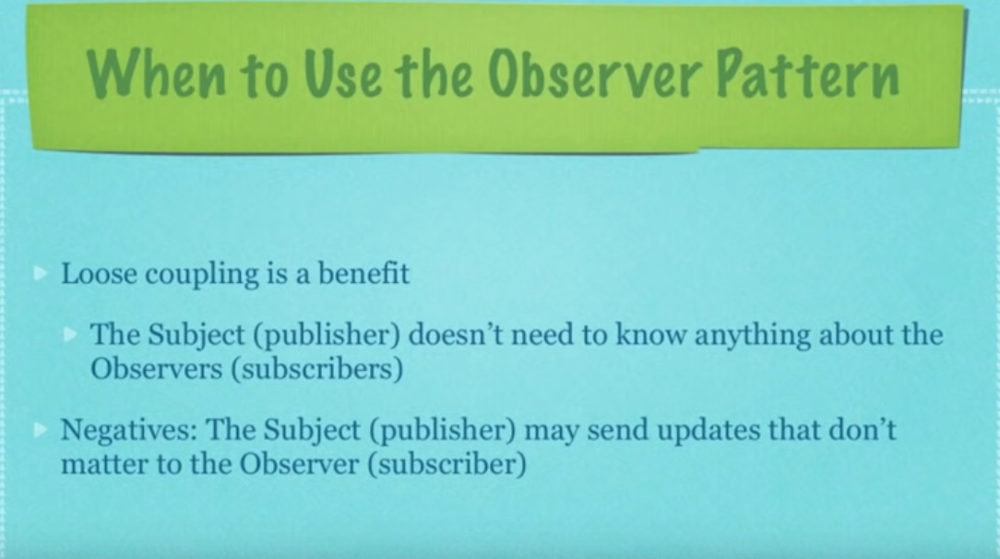 When to Use the Observer Pattern
Loose coupling is a benefit
The Subject (publisher) doesn't need to know anything about the
Observers (subscribers)
Negatives: The Subject (publisher) may send updates that don't
matter to the Observer (subscriber)